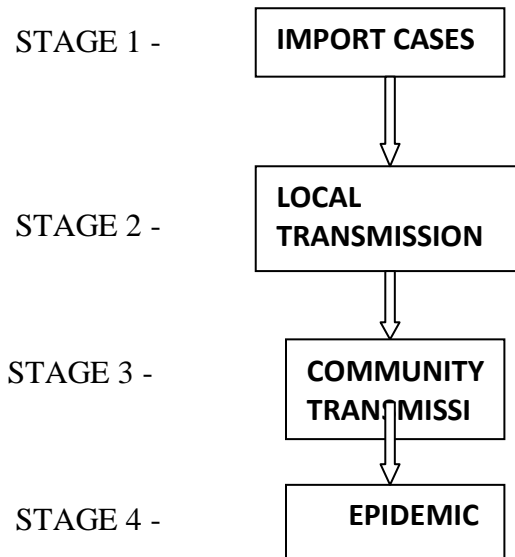 STAGE 1 - IMPORT CASES
STAGE 2 - LOCAL
TRANSMISSION
STAGE 3 - COMMUNITY
TRANSMISSI
STAGE 4 - EPIDEMIC